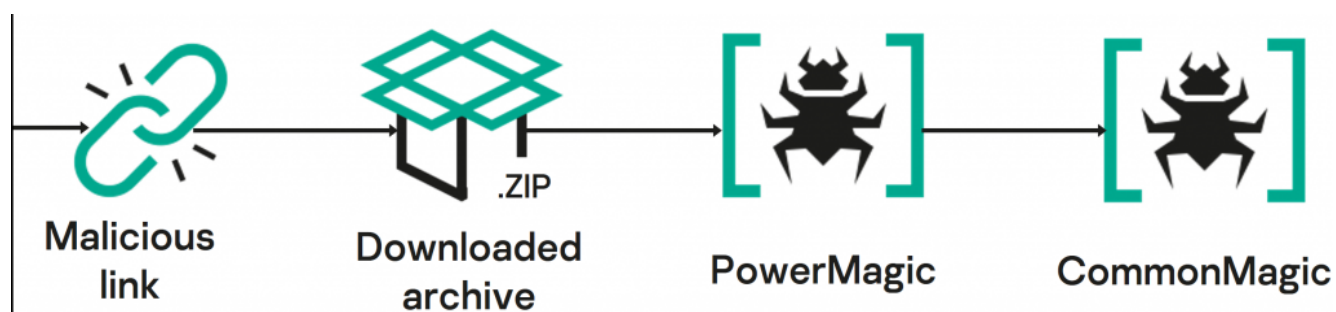 .ZIP
Malicious
link
Downloaded
archive
PowerMagic
CommonMagic